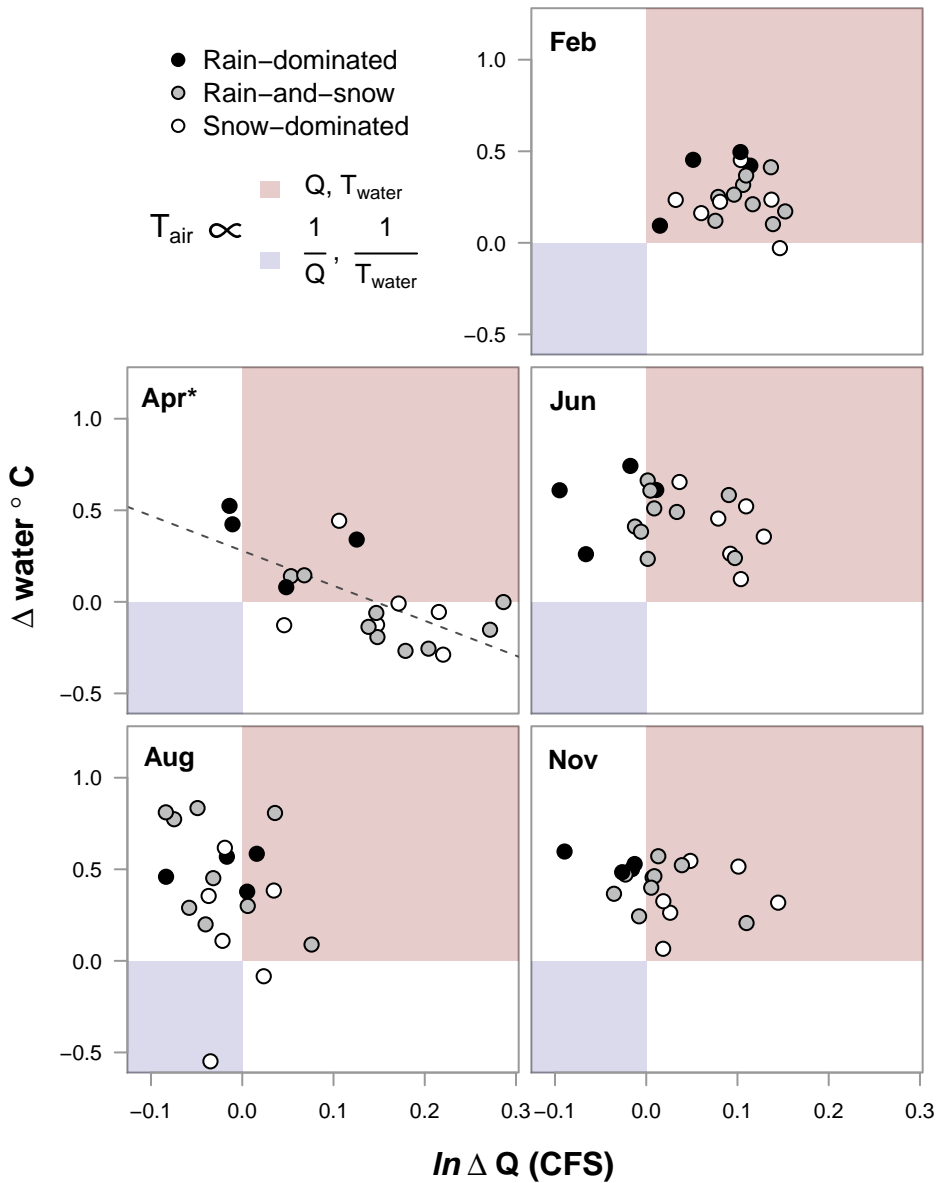 Rain−dominated
Rain−and−snow
Snow−dominated
Q, T water
T air ∝
1 1
Q , T water
Feb
1.0
0.5
0.0
−0.5
Apr*
1.0
0.5
0.0
−0.5
Jun
Aug
1.0
0.5
0.0
−0.5
−0.1 0.0 0.1 0.2 0.3
Nov
−0.1 0.0 0.1 0.2 0.3
Δ water ° C
ln Δ Q (CFS)